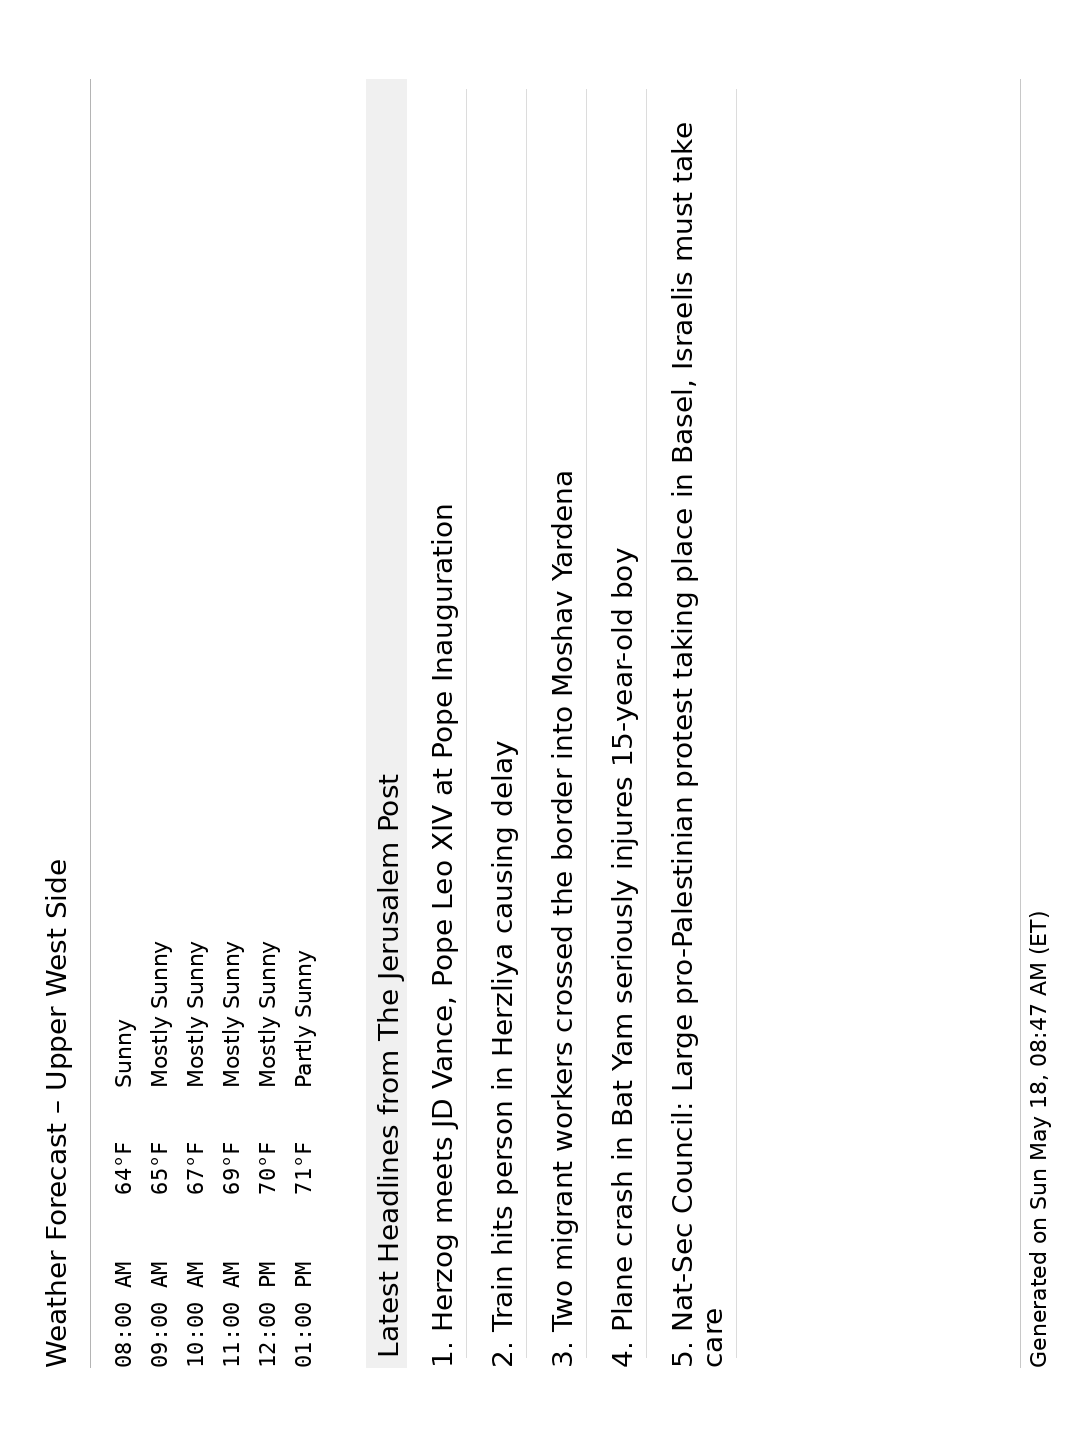 Weather Forecast – Upper West Side
08:00 AM 64°F Sunny
09:00 AM 65°F Mostly Sunny
10:00 AM 67°F Mostly Sunny
11:00 AM 69°F Mostly Sunny
12:00 PM 70°F Mostly Sunny
01:00 PM 71°F Partly Sunny
Latest Headlines from The Jerusalem Post
1. Herzog meets JD Vance, Pope Leo XIV at Pope Inauguration
2. Train hits person in Herzliya causing delay
3. Two migrant workers crossed the border into Moshav Yardena
4. Plane crash in Bat Yam seriously injures 15-year-old boy
5. Nat-Sec Council: Large pro-Palestinian protest taking place in Basel, Israelis must take
care
Generated on Sun May 18, 08:47 AM (ET)